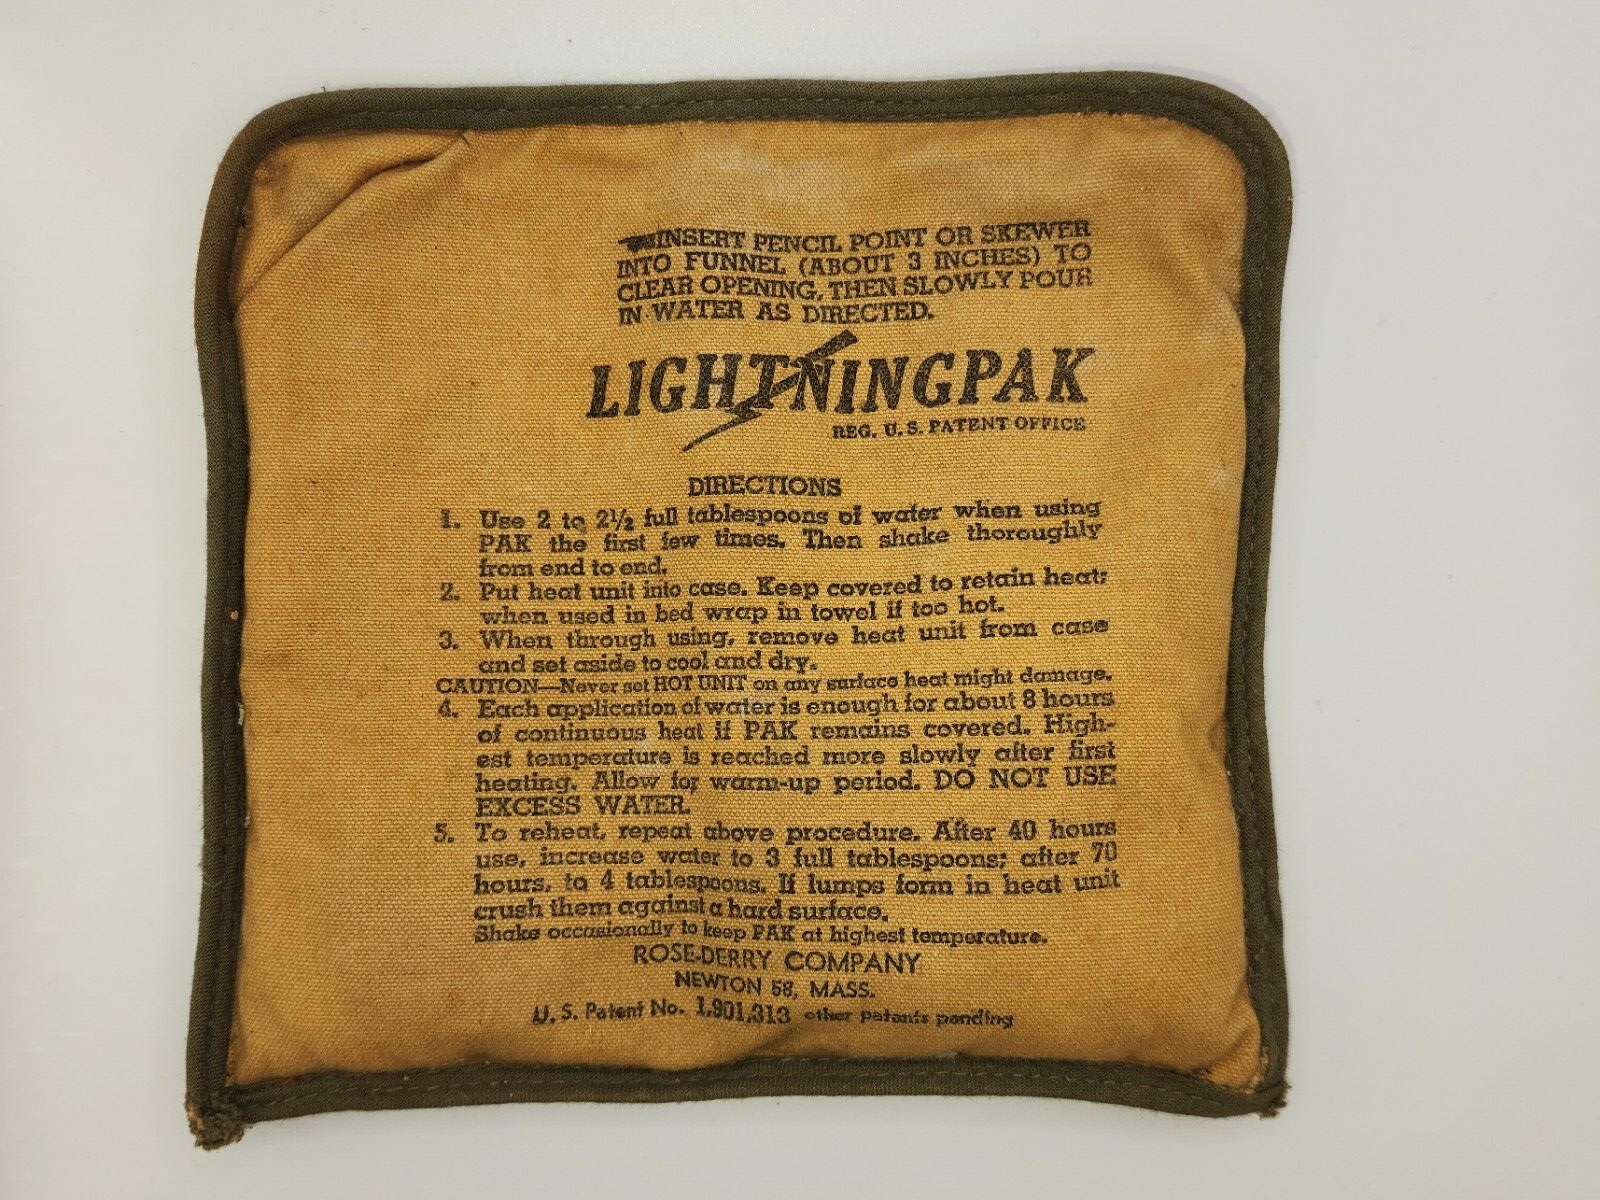 INSERT PENCIL POINT OR SKEWER
INTO FUNNEL (ABOUT 3 INCHES) TO
CLEAR OPENING, THEN SLOWLY POUR
IN WATER AS DIRECTED.
LIGHTNINGPAK
REG. U.S. PATENT OFFICE
DIRECTIONS
1. Use 2 to 2½ full tablespoons of water when using
PAK the first few times. Then shake thoroughly
from end to end.
2. Put heat unit into case. Keep covered to retain heat;
when used in bed wrap in towel if too hot.
3. When through using, remove heat unit from case
and set aside to cool and dry.
CAUTION—Never set HOT UNIT on any surface heat might damage.
4. Each application of water is enough for about 8 hours
of continuous heat if PAK remains covered. High-
est temperature is reached more slowly after first
heating. Allow for warm-up period. DO NOT USE
EXCESS WATER.
5. To reheat, repeat above procedure. After 40 hours
use, increase water to 3 full tablespoons; after 70
hours, to 4 tablespoons. If lumps form in heat unit
crush them against a hard surface.
Shake occasionally to keep PAK at highest temperature.
ROSE-DERRY COMPANY
NEWTON 58, MASS.
U. S. Patent No. 1,901,313 other patents pending